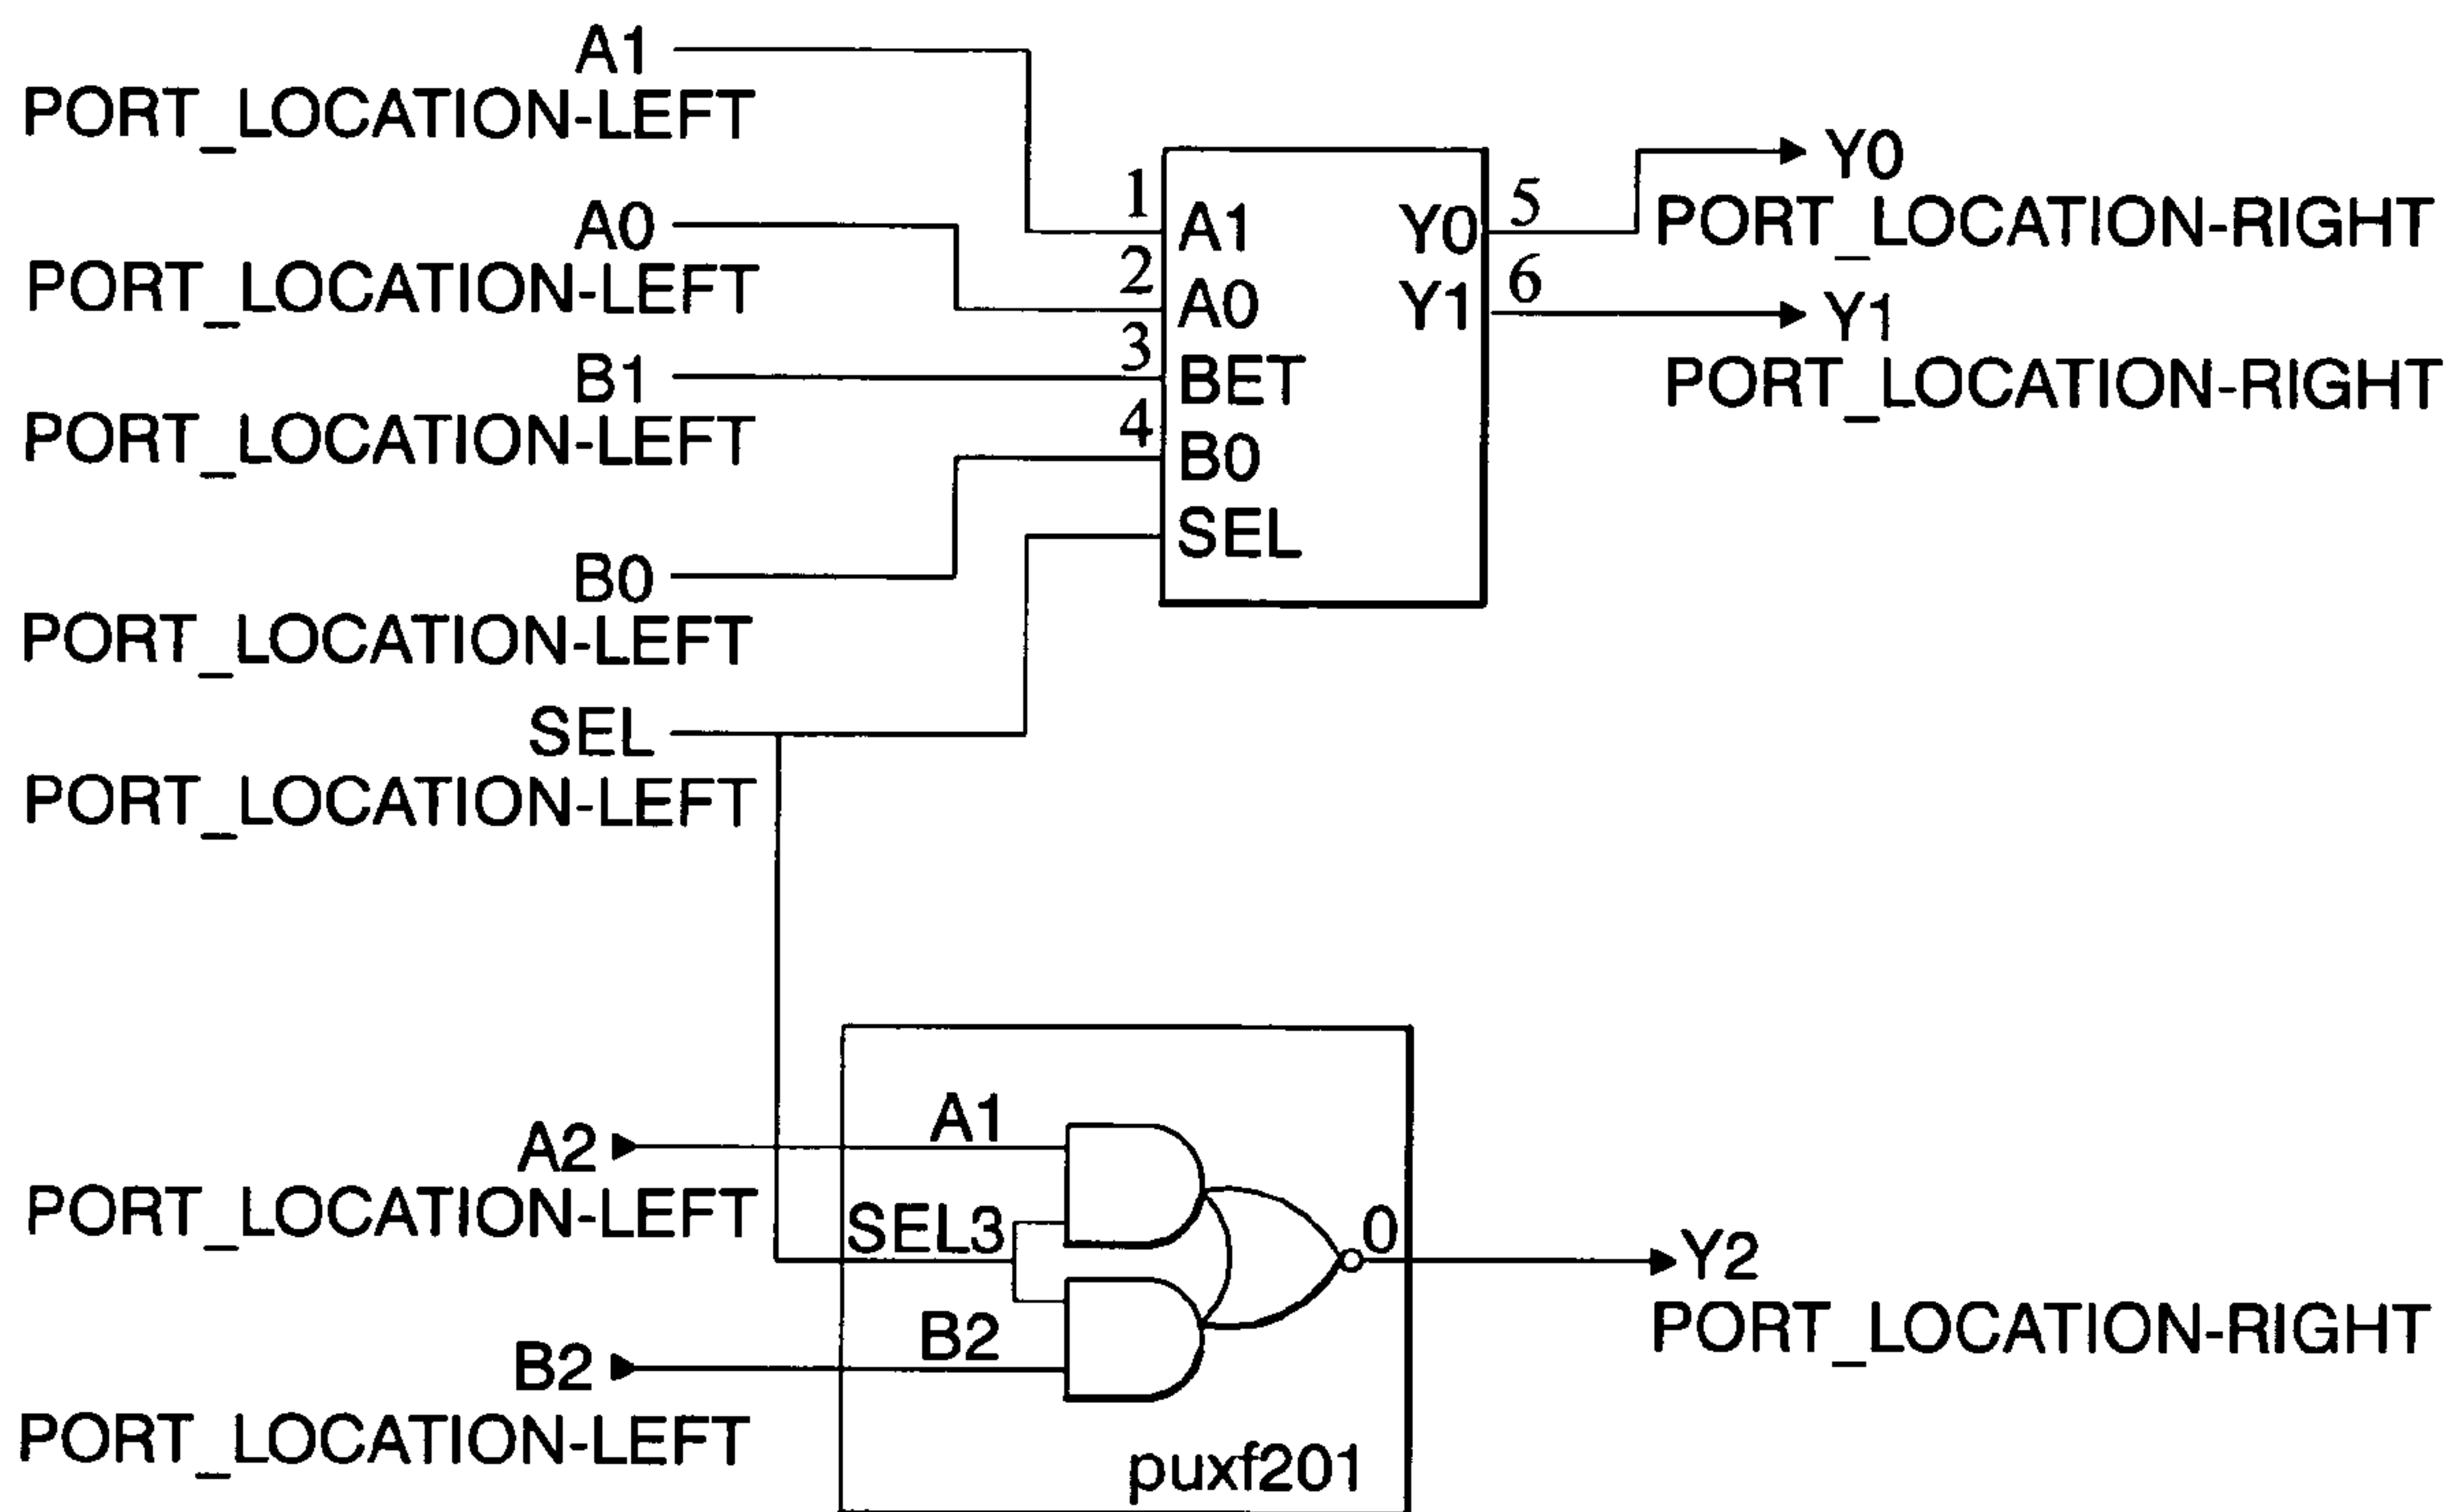 A1
PORT_LOCATION-LEFT
A0
PORT_LOCATION-LEFT
B1
PORT_LOCATION-LEFT
B0
PORT_LOCATION-LEFT
SEL
PORT_LOCATION-LEFT
1
A1
2
A0
3
BET
4
B0
SEL
Y0
5
Y1
6
Y0
PORT_LOCATION-RIGHT
Y1
PORT_LOCATION-RIGHT
A2
PORT_LOCATION-LEFT
B2
PORT_LOCATION-LEFT
A1
SEL3
B2
0
puxf201
Y2
PORT_LOCATION-RIGHT